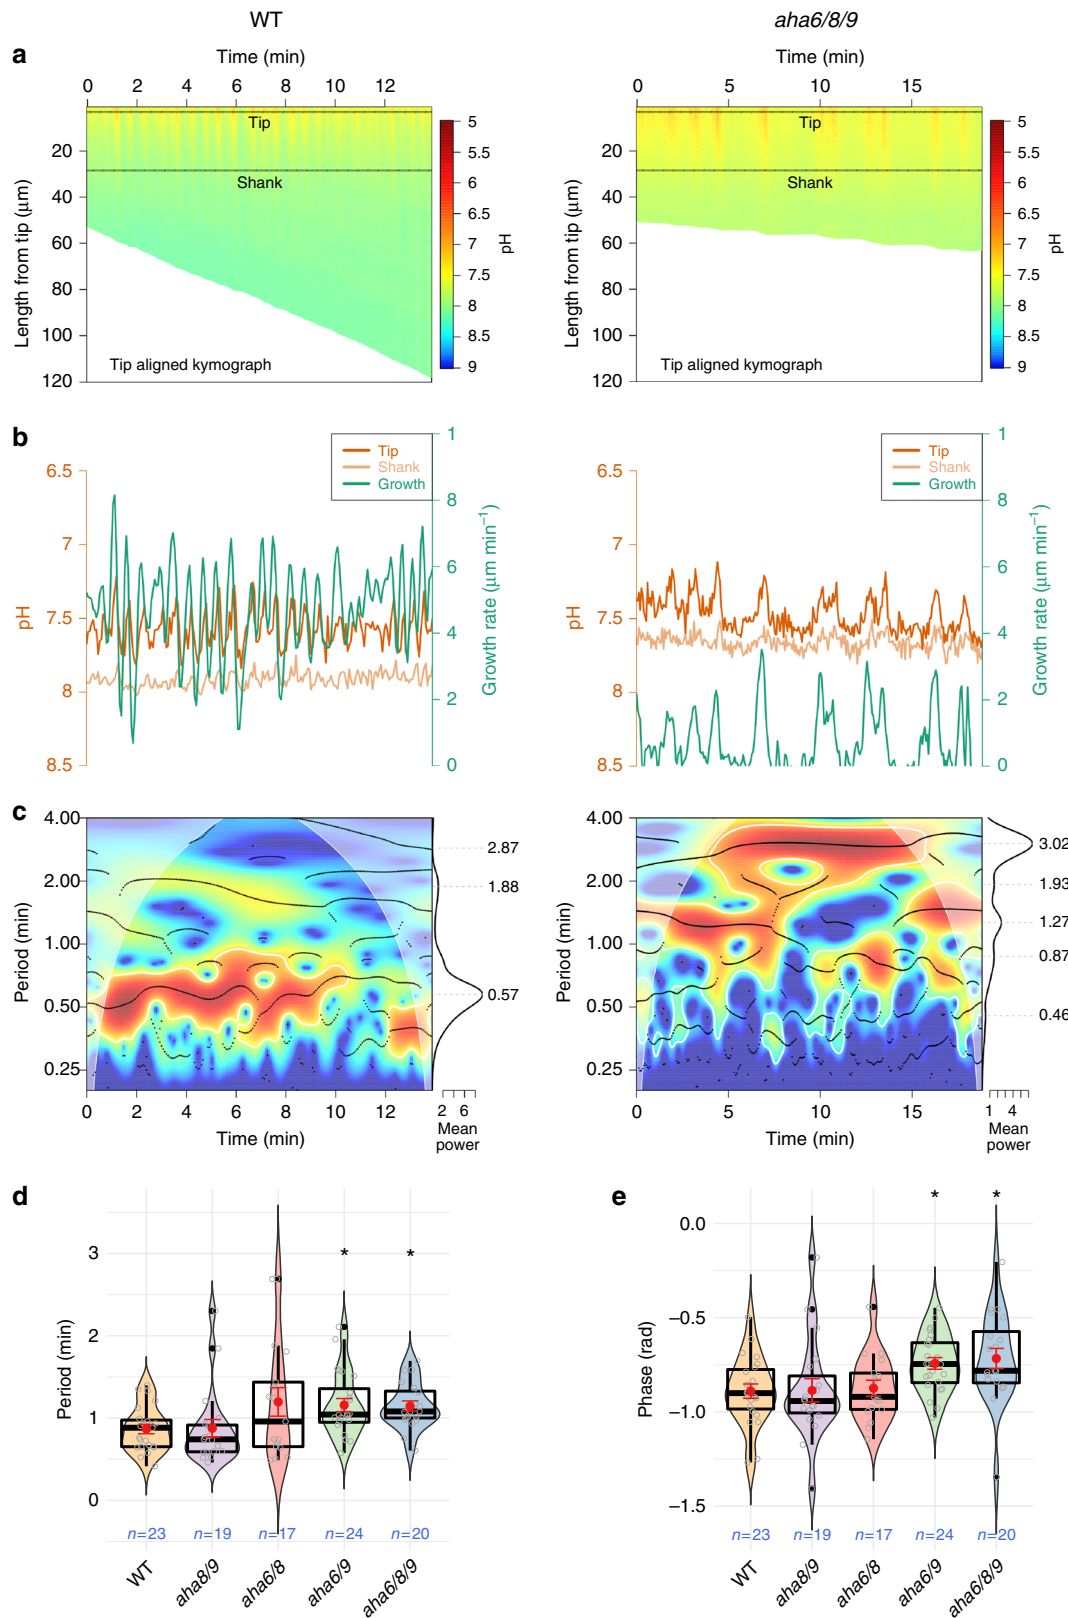 WT
aha6/8/9
a
Time (min)
0 2 4 6 8 10 12
Length from tip (μm)
20
40
60
80
100
120
Tip
Shank
Tip aligned kymograph
5
5.5
6
6.5
7
7.5
8
8.5
9
pH
Time (min)
0 5 10 15
Length from tip (μm)
20
40
60
80
100
120
Tip
Shank
Tip aligned kymograph
5
5.5
6
6.5
7
7.5
8
8.5
9
pH
b
pH
6.5
7
7.5
8
8.5
Tip
Shank
Growth
1
8
6
4
2
0
Growth rate (μm min⁻¹)
pH
6.5
7
7.5
8
8.5
Tip
Shank
Growth
1
8
6
4
2
0
Growth rate (μm min⁻¹)
c
Period (min)
4.00
2.00
1.00
0.50
0.25
2.87
1.88
0.57
0 2 4 6 8 10 12
Time (min)
2 6
Mean
power
Period (min)
4.00
2.00
1.00
0.50
0.25
3.02
1.93
1.27
0.87
0.46
0 5 10 15
Time (min)
1 4
Mean
power
d
Period (min)
3
2
1
0
* *
n=23 n=19 n=17 n=24 n=20
WT aha8/9 aha6/8 aha6/9 aha6/8/9
e
Phase (rad)
0.0
−0.5
−1.0
−1.5
* *
n=23 n=19 n=17 n=24 n=20
WT aha8/9 aha6/8 aha6/9 aha6/8/9